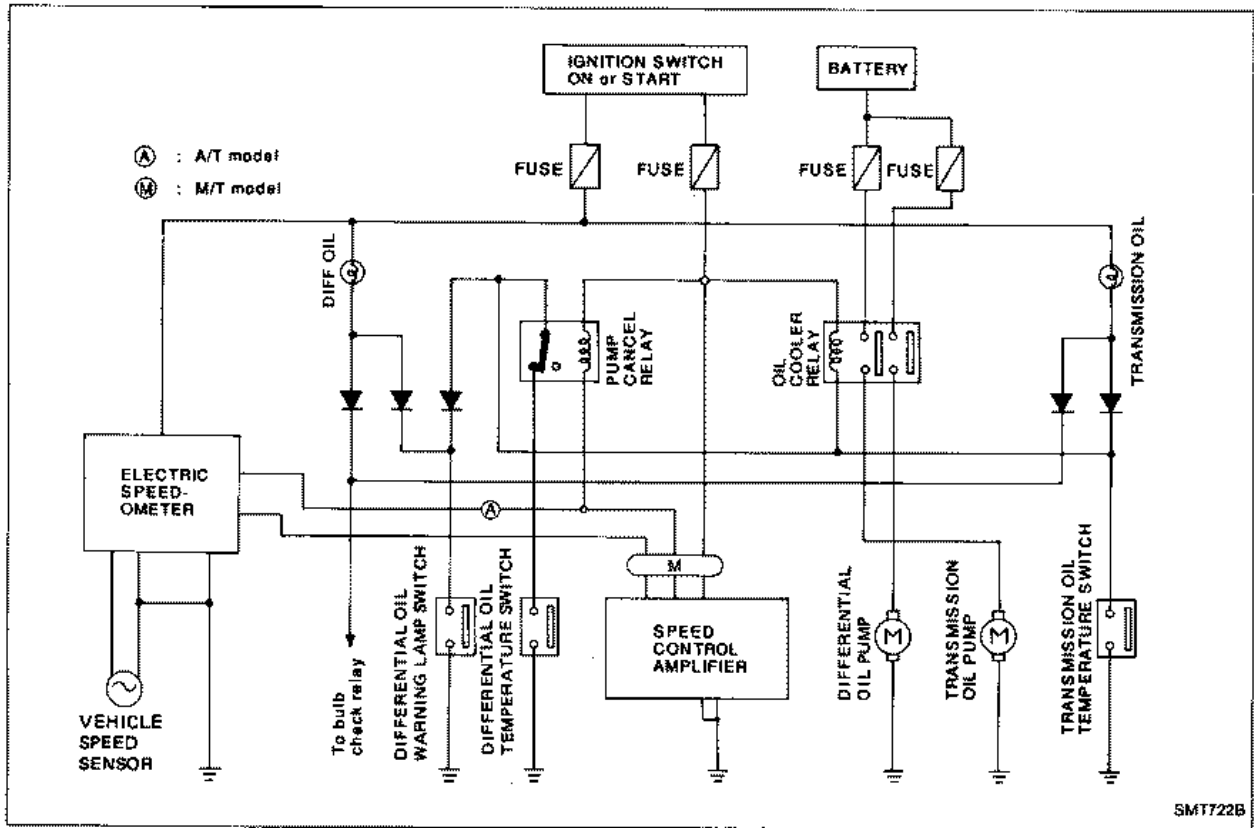 IGNITION SWITCH
ON or START
BATTERY
A : A/T model
M : M/T model
FUSE
FUSE
FUSE
FUSE
DIFF OIL
PUMP
CANCEL
RELAY
OIL
COOLER
RELAY
TRANSMISSION OIL
ELECTRIC
SPEED-
OMETER
A
M
VEHICLE
SPEED
SENSOR
To bulb
check relay
DIFFERENTIAL OIL
WARNING LAMP SWITCH
DIFFERENTIAL OIL
TEMPERATURE SWITCH
SPEED
CONTROL
AMPLIFIER
DIFFERENTIAL
OIL PUMP
M
TRANSMISSION
OIL PUMP
M
TRANSMISSION OIL
TEMPERATURE SWITCH
SMT722B